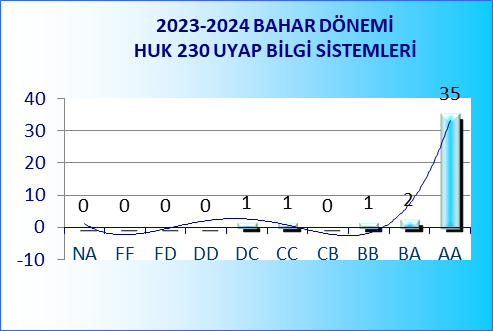 2023-2024 BAHAR DÖNEMİ
HUK 230 UYAP BİLGİ SİSTEMLERİ
40
30
20
10
0
-10
0 0 0 0 1 1 0 1 2 35
NA FF FD DD DC CC CB BB BA AA